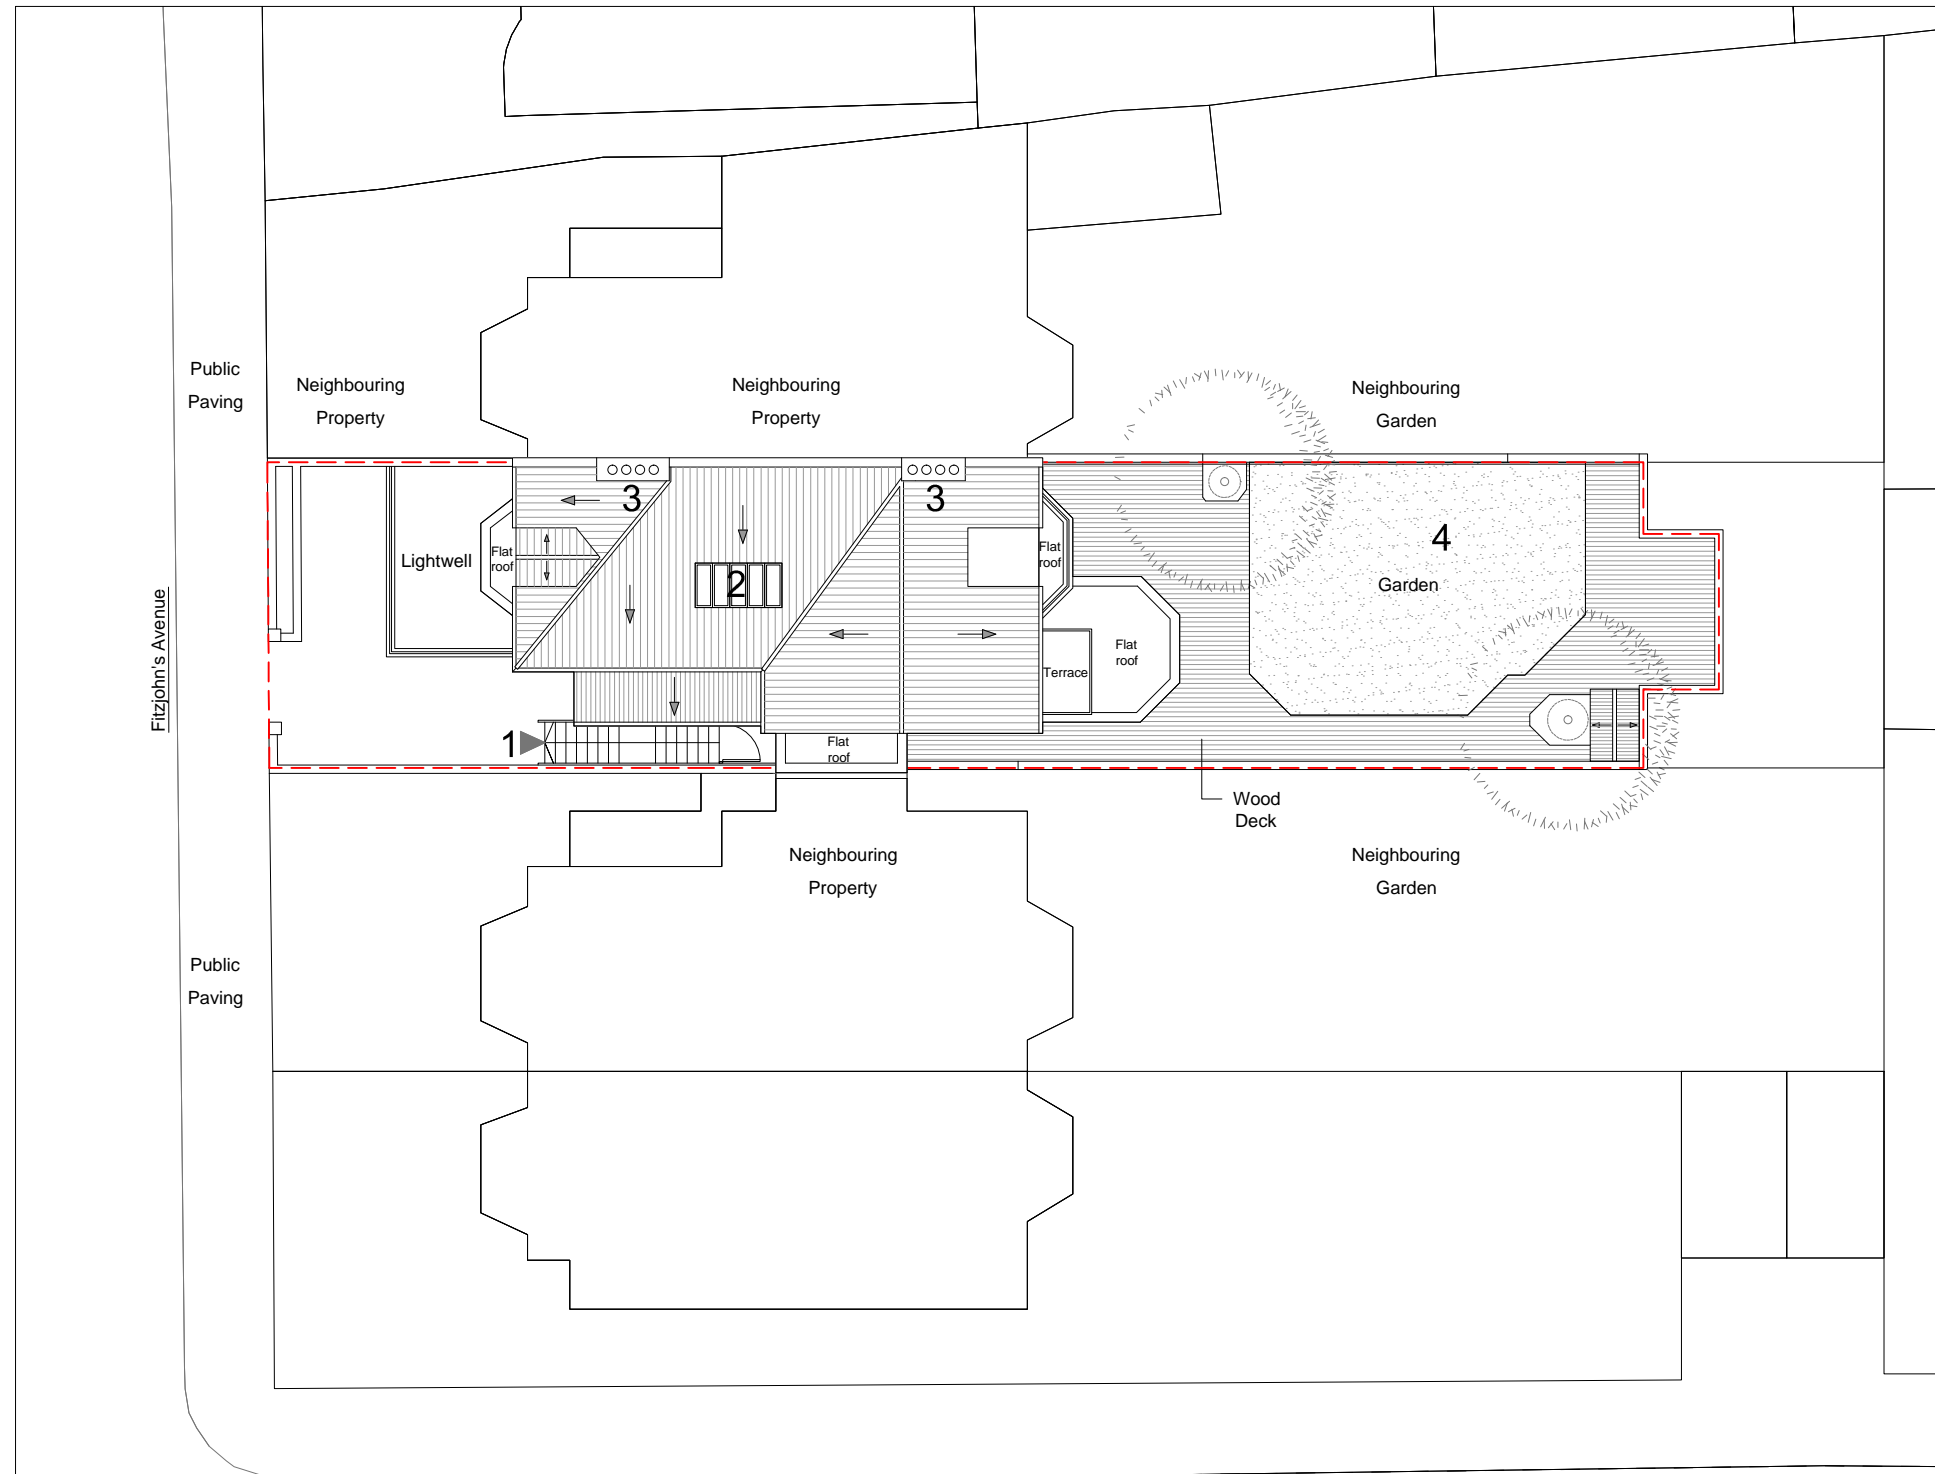 Public
Paving
Neighbouring
Property
Neighbouring
Property
Neighbouring
Garden
3
3
Lightwell
Flat
roof
2
Flat
roof
4
Garden
Fitzjohn's Avenue
Terrace
Flat
roof
1
Flat
roof
Wood
Deck
Neighbouring
Property
Neighbouring
Garden
Public
Paving